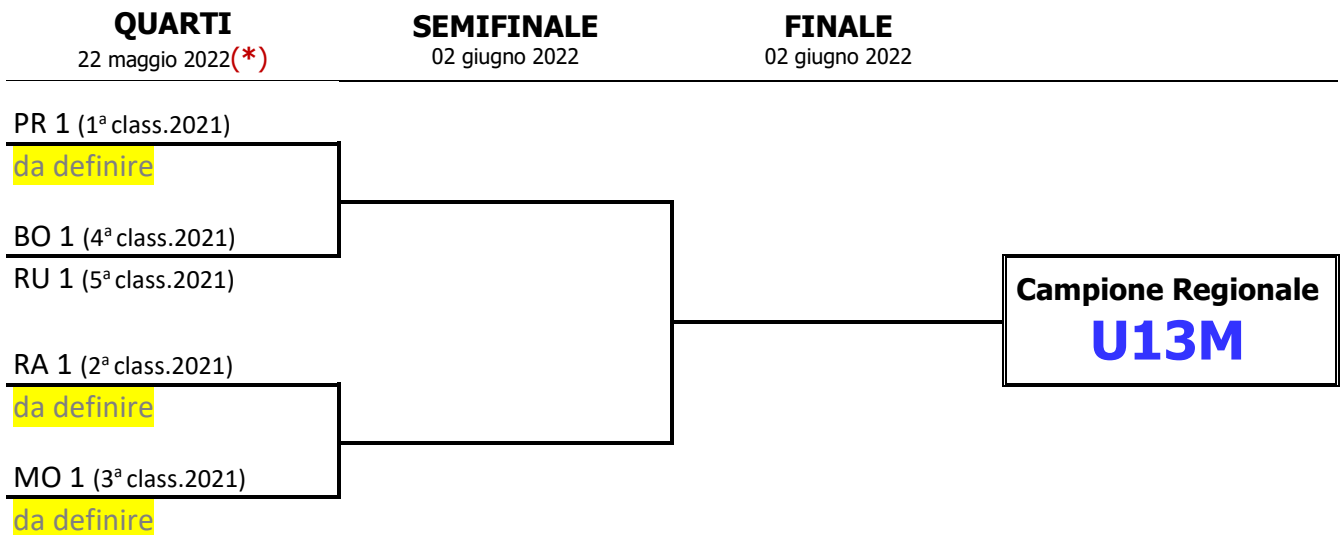 QUARTI
22 maggio 2022(*)
SEMIFINALE
02 giugno 2022
FINALE
02 giugno 2022
PR 1 (1ª class.2021)
da definire
BO 1 (4ª class.2021)
RU 1 (5ª class.2021)
RA 1 (2ª class.2021)
da definire
MO 1 (3ª class.2021)
da definire
Campione Regionale
U13M